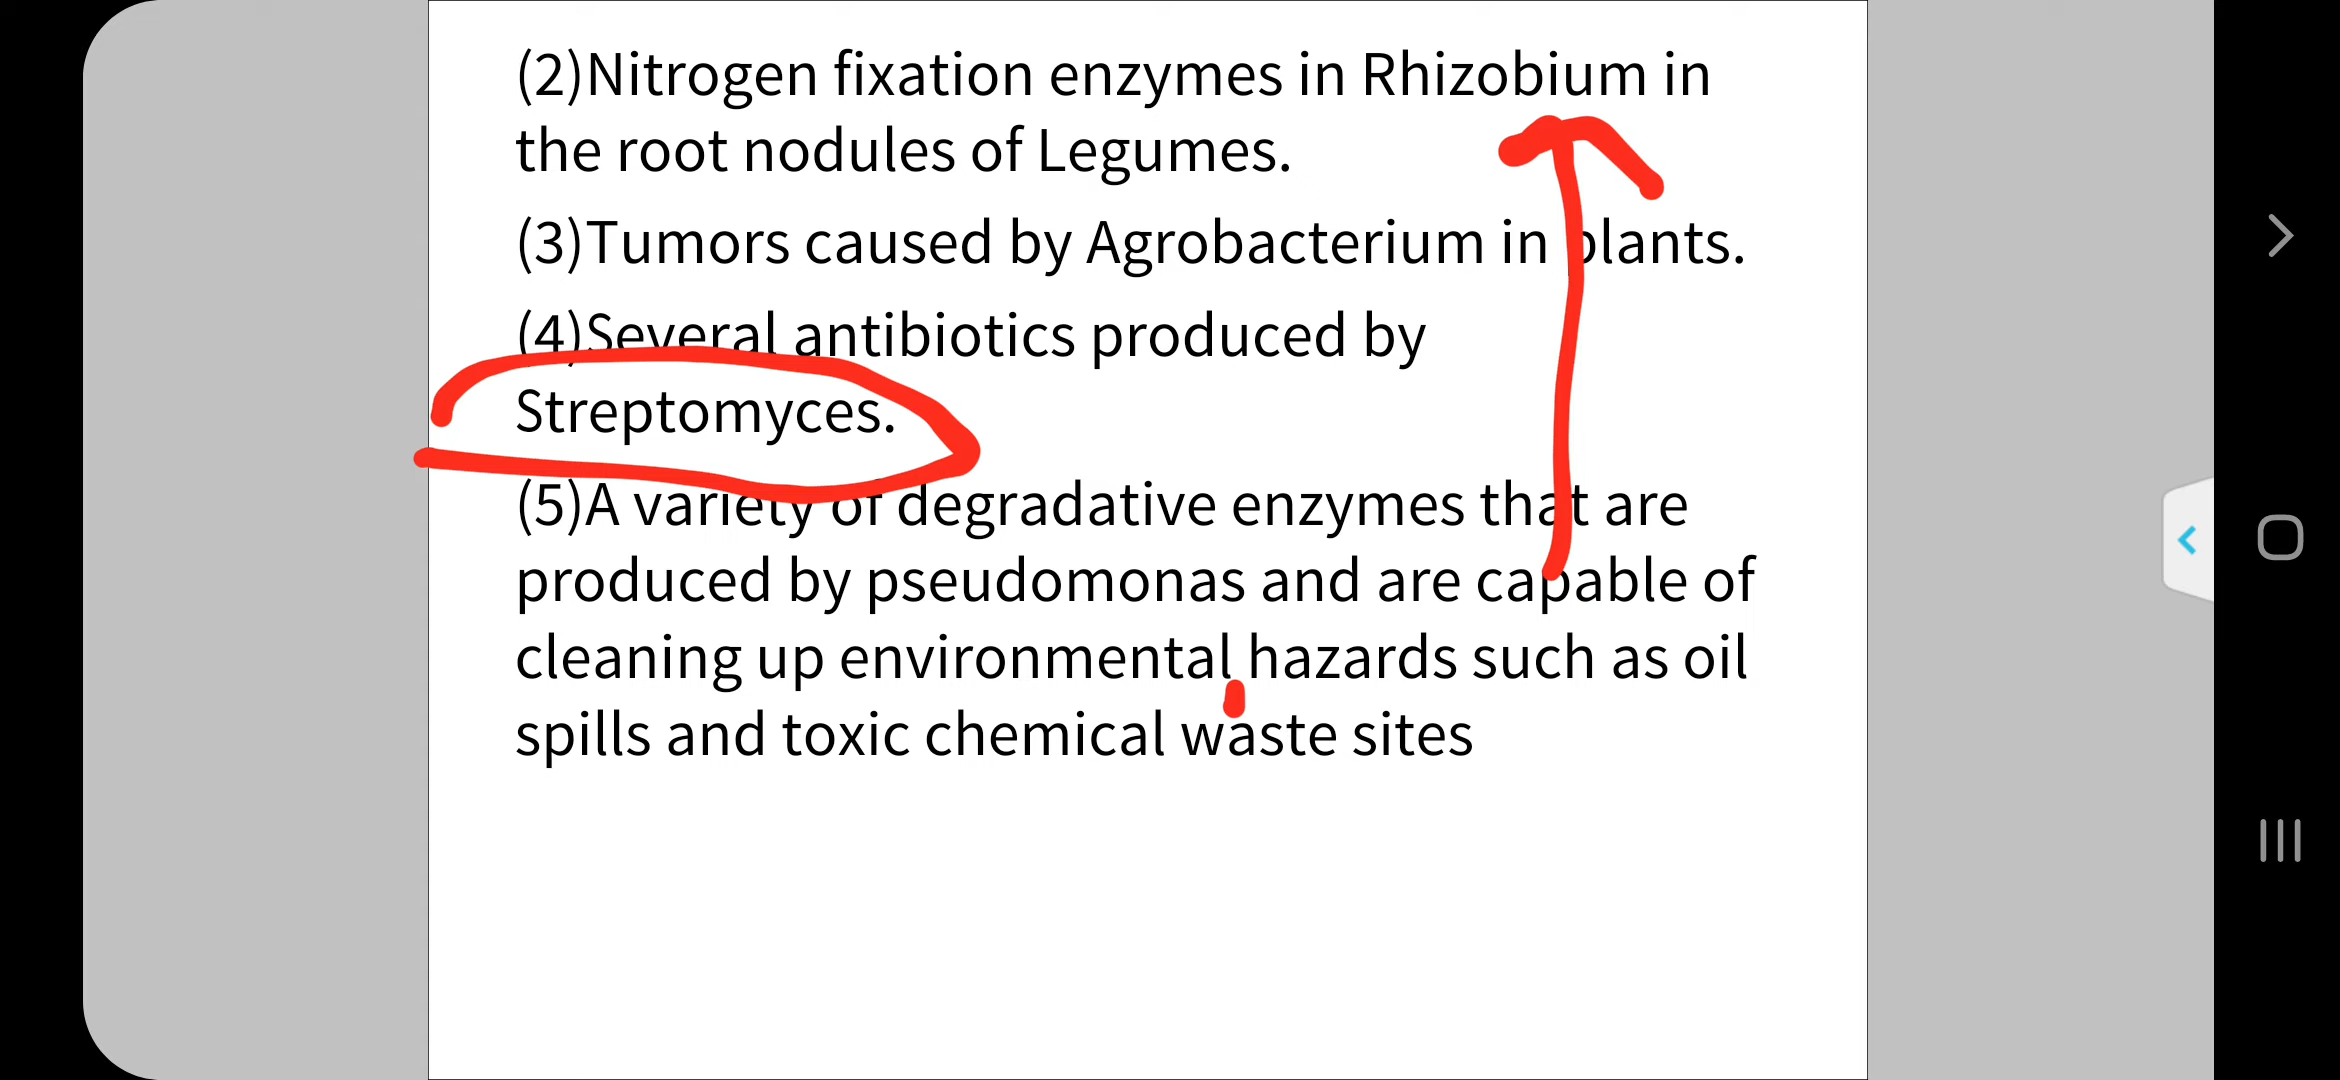 (2)Nitrogen fixation enzymes in Rhizobium in
the root nodules of Legumes.
(3)Tumors caused by Agrobacterium in plants.
(4)Several antibiotics produced by
Streptomyces.
(5)A variety of degradative enzymes that are
produced by pseudomonas and are capable of
cleaning up environmental hazards such as oil
spills and toxic chemical waste sites